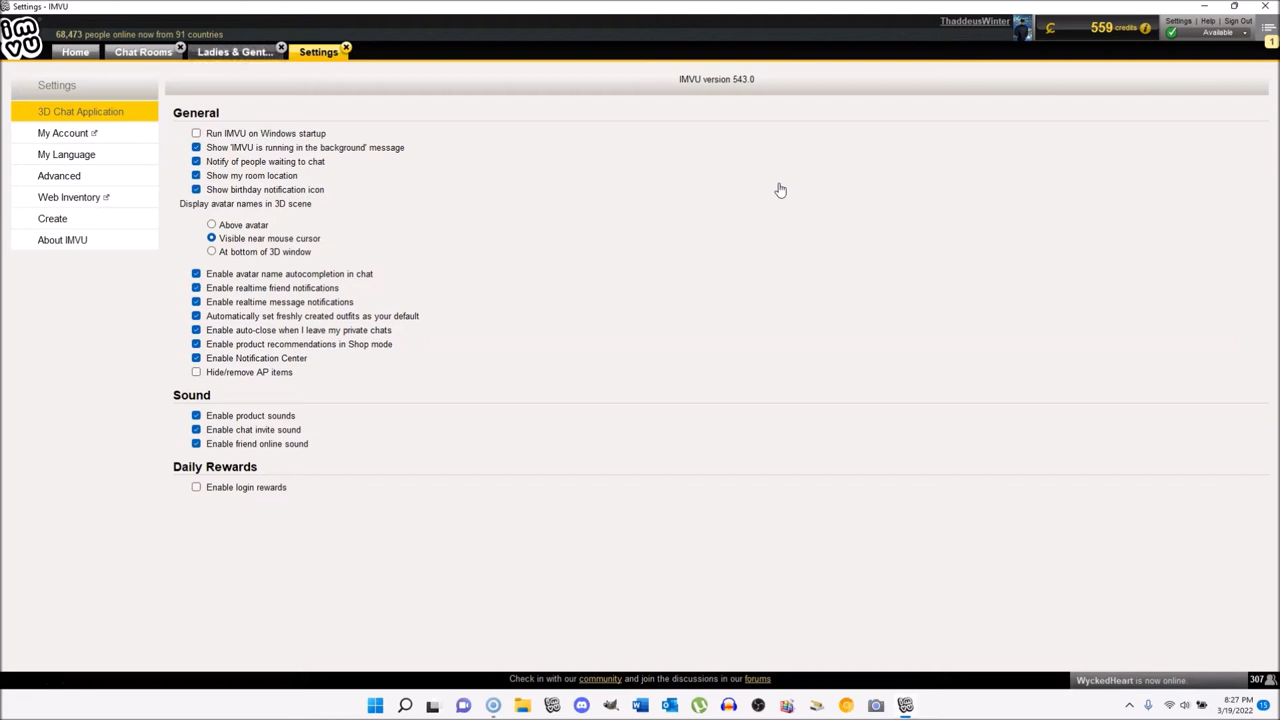 Settings - IMVU
imvu
68,473 people online now from 91 countries
ThaddeusWinter
559 credits
Settings | Help | Sign Out
Available
1
Home
Chat Rooms
Ladies & Gent...
Settings
Settings
IMVU version 543.0
3D Chat Application
My Account
My Language
Advanced
Web Inventory
Create
About IMVU
General
Run IMVU on Windows startup
Show 'IMVU is running in the background' message
Notify of people waiting to chat
Show my room location
Show birthday notification icon
Display avatar names in 3D scene
Above avatar
Visible near mouse cursor
At bottom of 3D window
Enable avatar name autocompletion in chat
Enable realtime friend notifications
Enable realtime message notifications
Automatically set freshly created outfits as your default
Enable auto-close when I leave my private chats
Enable product recommendations in Shop mode
Enable Notification Center
Hide/remove AP items
Sound
Enable product sounds
Enable chat invite sound
Enable friend online sound
Daily Rewards
Enable login rewards
Check in with our community and join the discussions in our forums
WyckedHeart is now online.
307
8:27 PM
3/19/2022
15